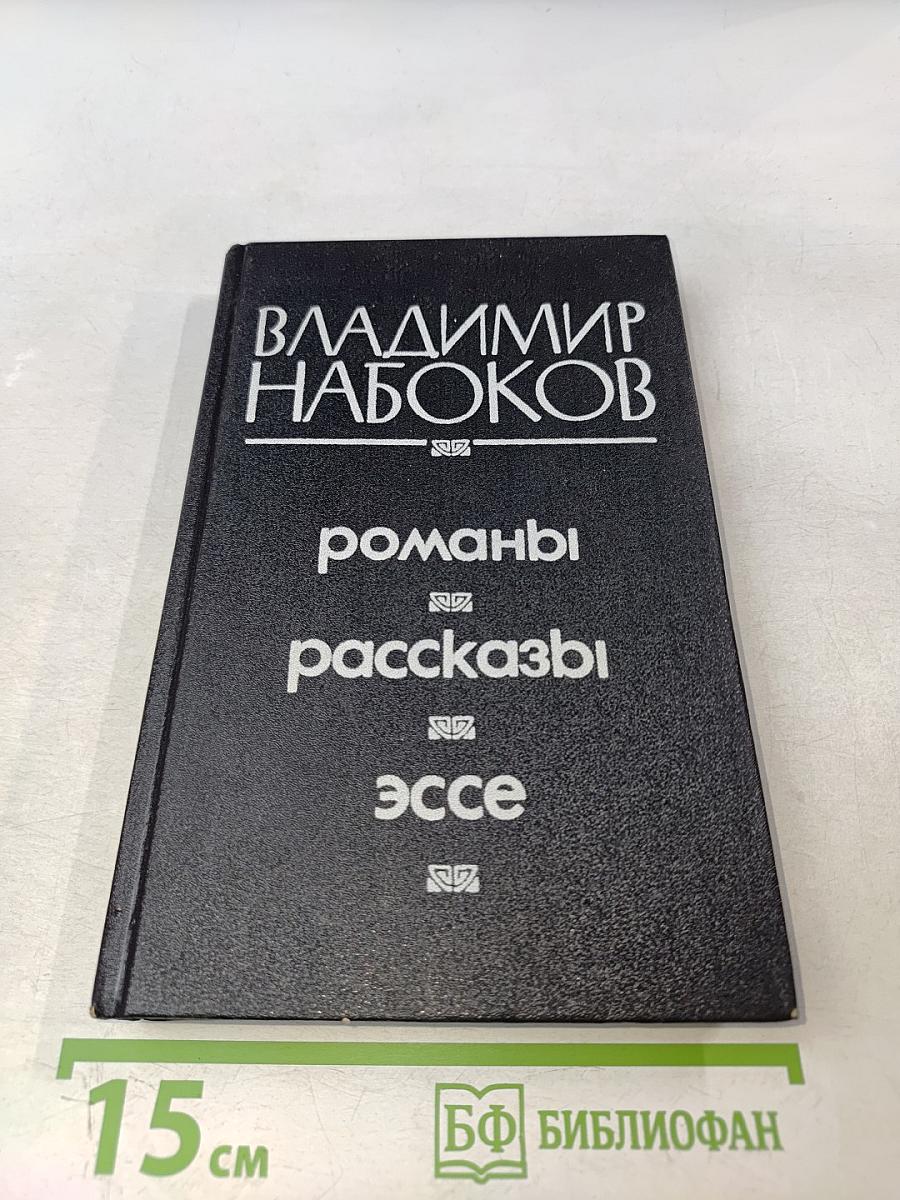 ВЛАДИМИР
НАБОКОВ
романы
рассказы
эссе
15 см
БФ БИБЛИОФАН